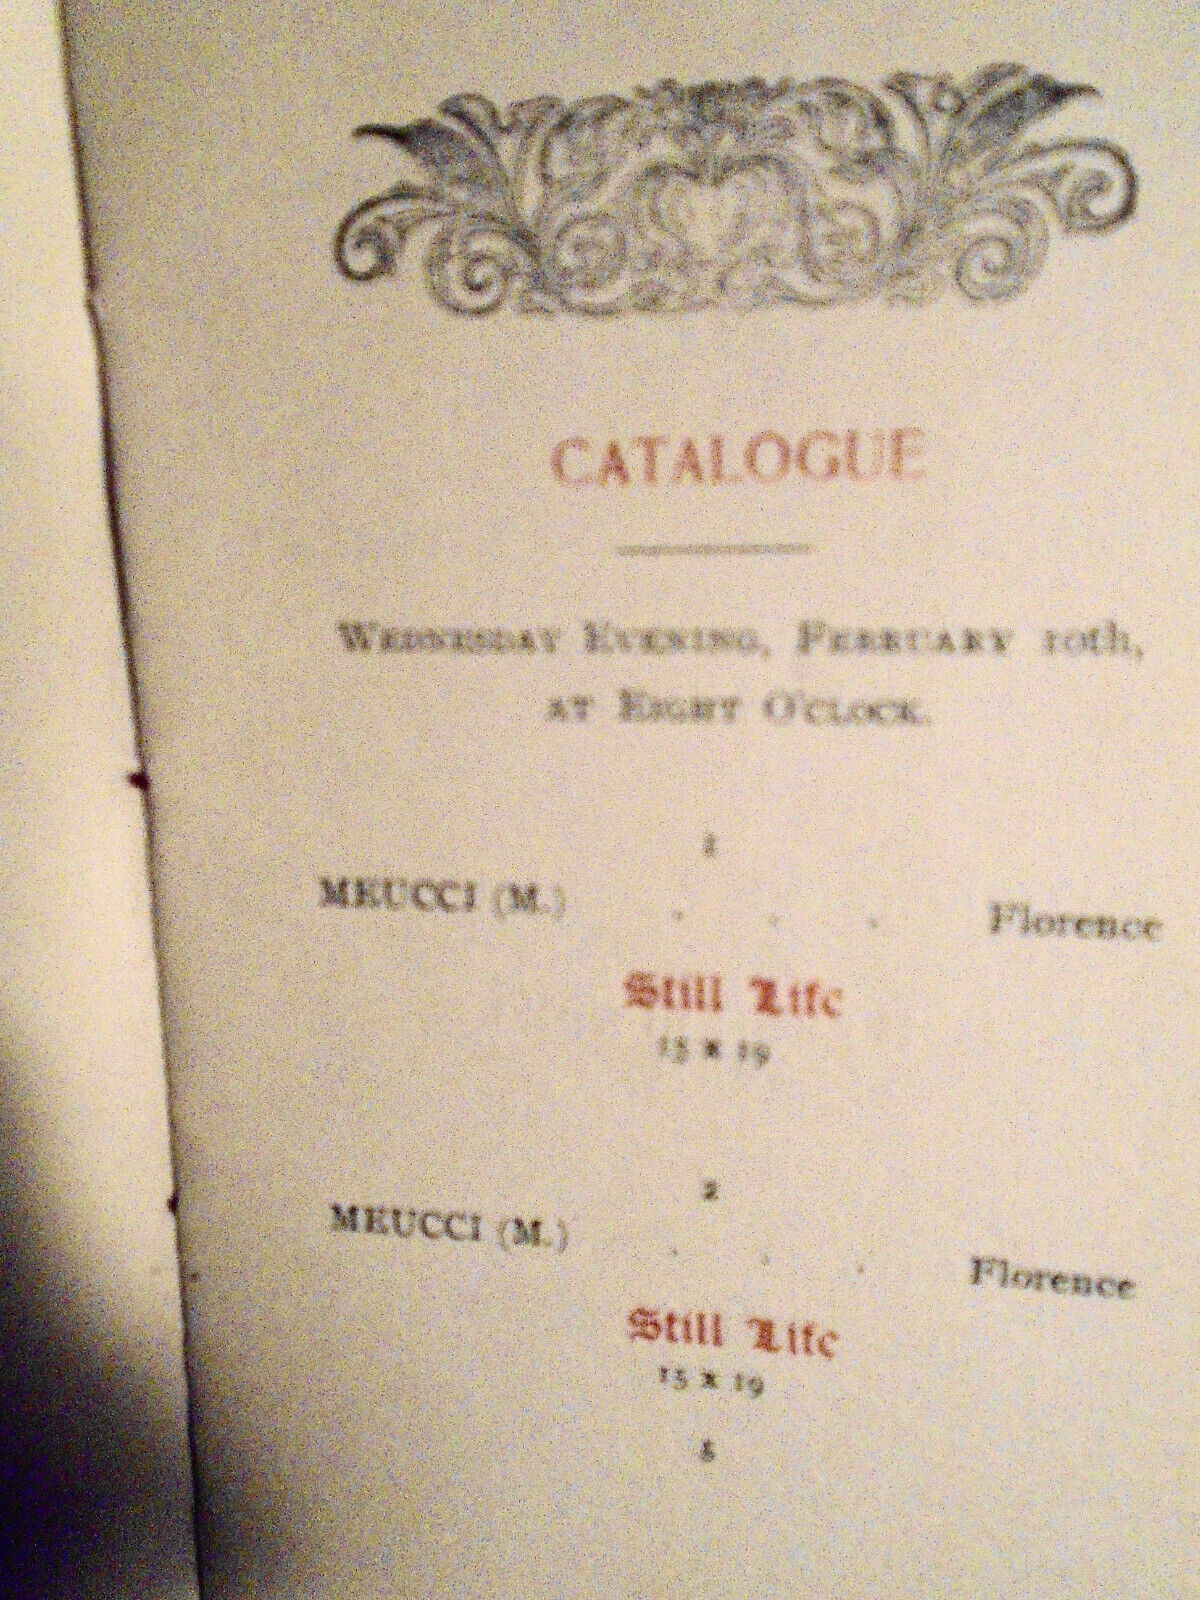 CATALOGUE
WEDNESDAY EVENING, FEBRUARY 10th,
AT EIGHT O'CLOCK.
1
MEUCCI (M.) . . . Florence
Still Life
15 x 19
2
MEUCCI (M.) . . . Florence
Still Life
15 x 19
5